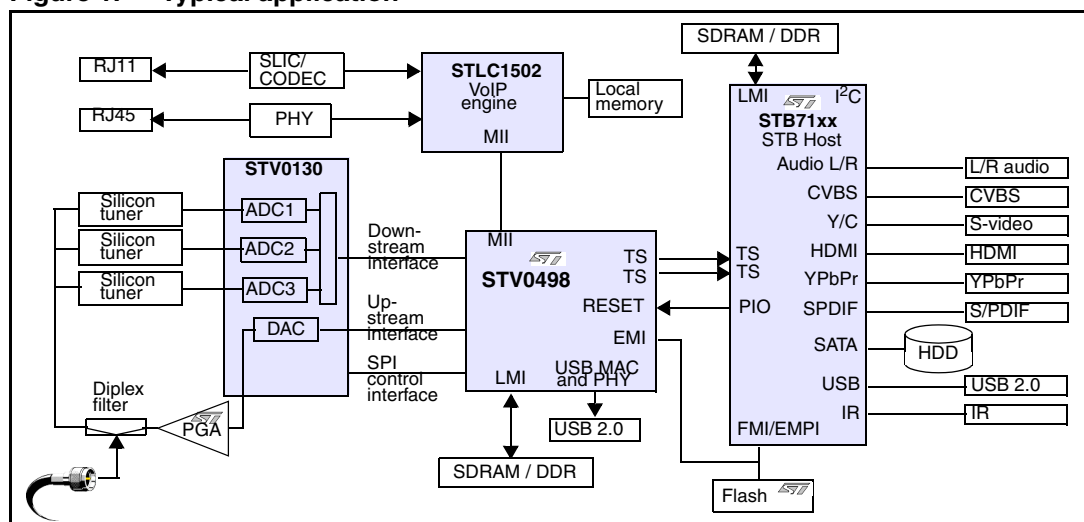 SDRAM / DDR
RJ11
SLIC/
CODEC
STLC1502
VoIP
engine
MII
Local
memory
RJ45
PHY
LMI
I2C
STB71xx
STB Host
Audio L/R
CVBS
Y/C
HDMI
YPbPr
SPDIF
SATA
USB
IR
TS
TS
PIO
FMI/EMPI
L/R audio
CVBS
S-video
HDMI
YPbPr
S/PDIF
HDD
USB 2.0
IR
STV0130
Silicon
tuner
Silicon
tuner
Silicon
tuner
ADC1
ADC2
ADC3
DAC
Down-
stream
interface
Up-
stream
interface
SPI
control
interface
MII
STV0498
TS
TS
RESET
EMI
USB MAC
and PHY
LMI
USB 2.0
SDRAM / DDR
Flash
Diplex
filter
PGA